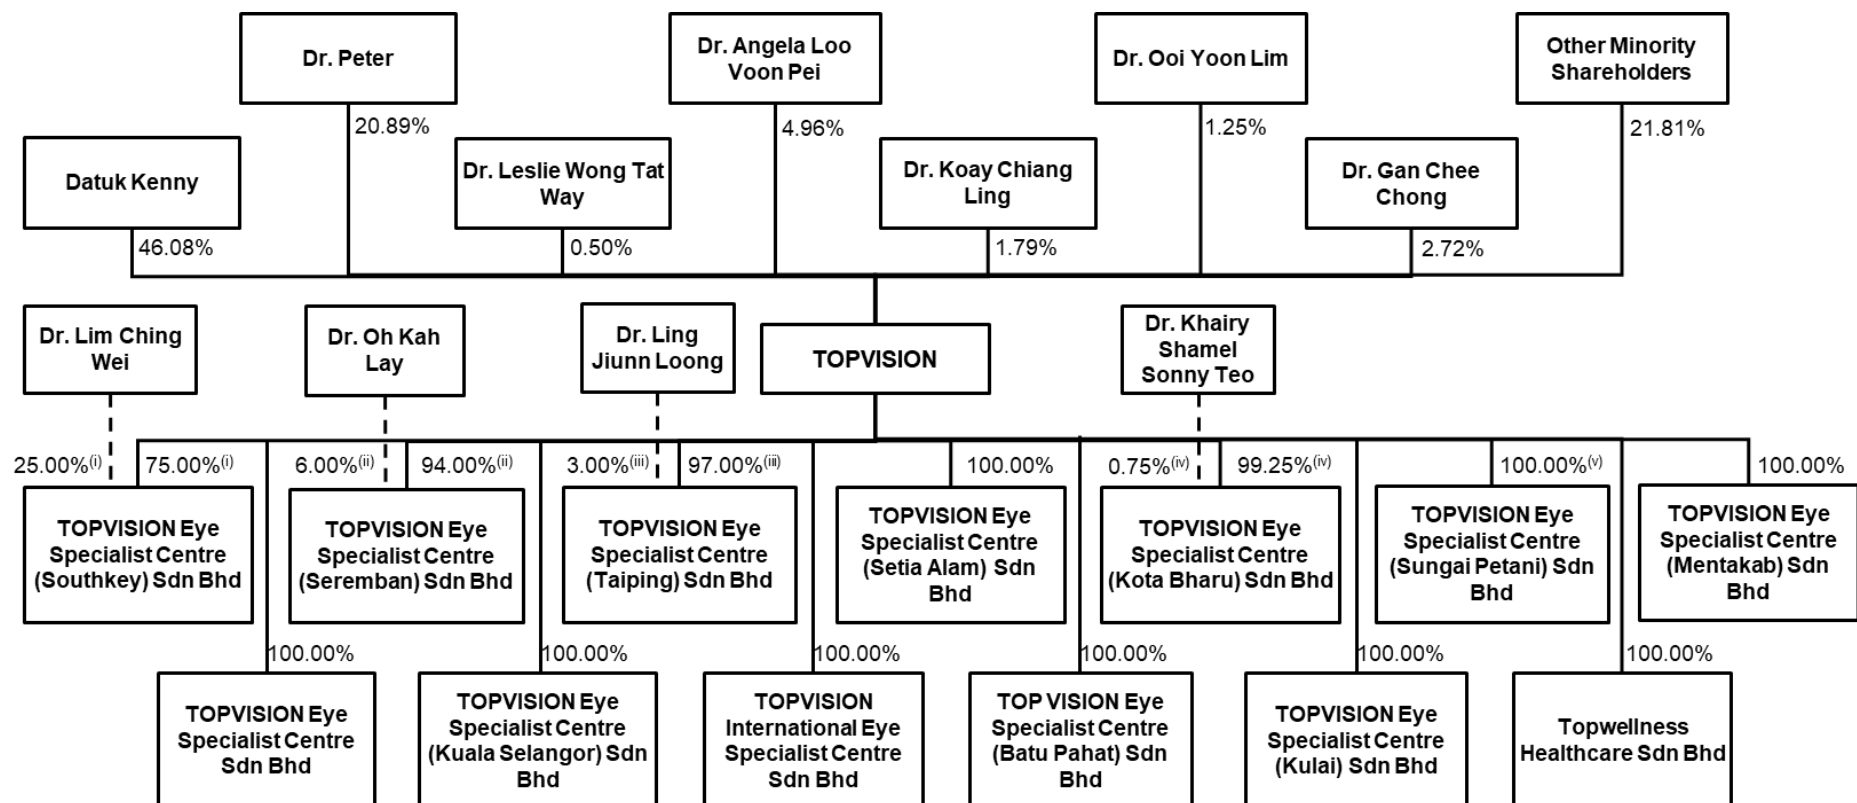 Dr. Peter
Dr. Angela Loo
Voon Pei
Dr. Ooi Yoon Lim
Other Minority
Shareholders
20.89%
4.96%
1.25%
21.81%
Datuk Kenny
Dr. Leslie Wong Tat
Way
Dr. Koay Chiang
Ling
Dr. Gan Chee
Chong
46.08%
0.50%
1.79%
2.72%
Dr. Lim Ching
Wei
Dr. Oh Kah
Lay
Dr. Ling
Jiunn Loong
TOPVISION
Dr. Khairy
Shamel
Sonny Teo
25.00%(i)
75.00%(i)
6.00%(ii)
94.00%(ii)
3.00%(iii)
97.00%(iii)
100.00%
0.75%(iv)
99.25%(iv)
100.00%(v)
100.00%
TOPVISION Eye
Specialist Centre
(Southkey) Sdn Bhd
TOPVISION Eye
Specialist Centre
(Seremban) Sdn Bhd
TOPVISION Eye
Specialist Centre
(Taiping) Sdn Bhd
TOPVISION Eye
Specialist Centre
(Setia Alam) Sdn
Bhd
TOPVISION Eye
Specialist Centre
(Kota Bharu) Sdn Bhd
TOPVISION Eye
Specialist Centre
(Sungai Petani) Sdn
Bhd
TOPVISION Eye
Specialist Centre
(Mentakab) Sdn
Bhd
100.00%
100.00%
100.00%
100.00%
100.00%
100.00%
TOPVISION Eye
Specialist Centre
Sdn Bhd
TOPVISION Eye
Specialist Centre
(Kuala Selangor) Sdn
Bhd
TOPVISION
International Eye
Specialist Centre
Sdn Bhd
TOP VISION Eye
Specialist Centre
(Batu Pahat) Sdn
Bhd
TOPVISION Eye
Specialist Centre
(Kulai) Sdn Bhd
Topwellness
Healthcare Sdn Bhd